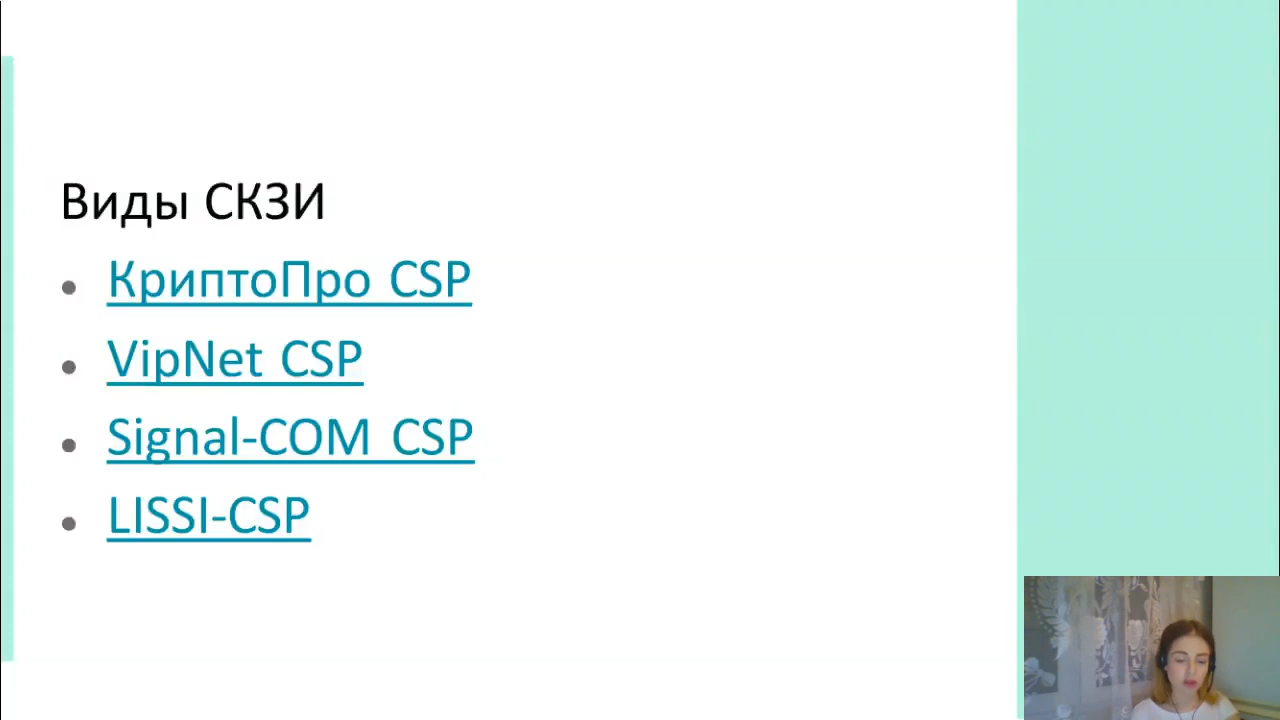 Виды СКЗИ
КриптоПро CSP
VipNet CSP
Signal-COM CSP
LISSI-CSP